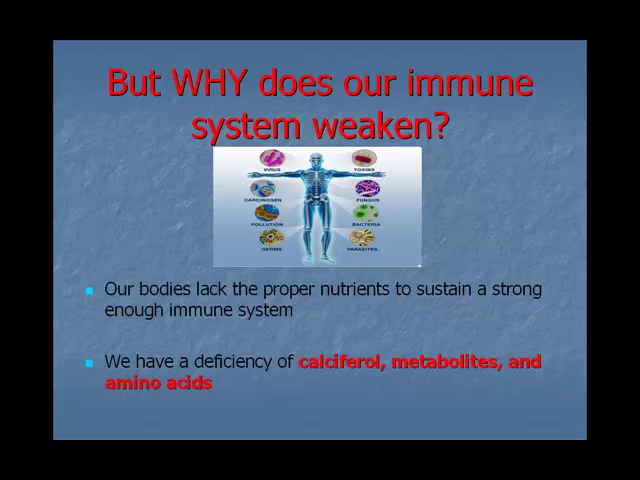 But WHY does our immune
system weaken?
VIRUS
TOXINS
CARCINOGEN
FUNGUS
POLLUTION
BACTERIA
GERMS
PARASITES
Our bodies lack the proper nutrients to sustain a strong
enough immune system
We have a deficiency of calciferol, metabolites, and
amino acids